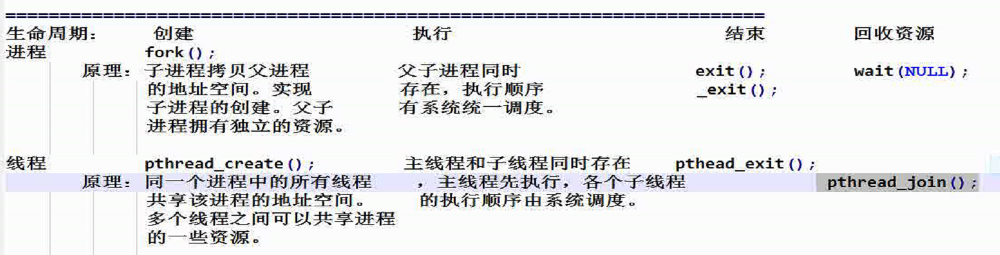 ======================================================================
生命周期： 创建 执行 结束 回收资源
进程 fork();
原理：子进程拷贝父进程 父子进程同时 exit(); wait(NULL);
的地址空间。实现 存在，执行顺序 _exit();
子进程的创建。父子 有系统统一调度。
进程拥有独立的资源。
线程 pthread_create(); 主线程和子线程同时存在 pthead_exit();
原理：同一个进程中的所有线程 ，主线程先执行，各个子线程 pthread_join();
共享该进程的地址空间。 的执行顺序由系统调度。
多个线程之间可以共享进程
的一些资源。